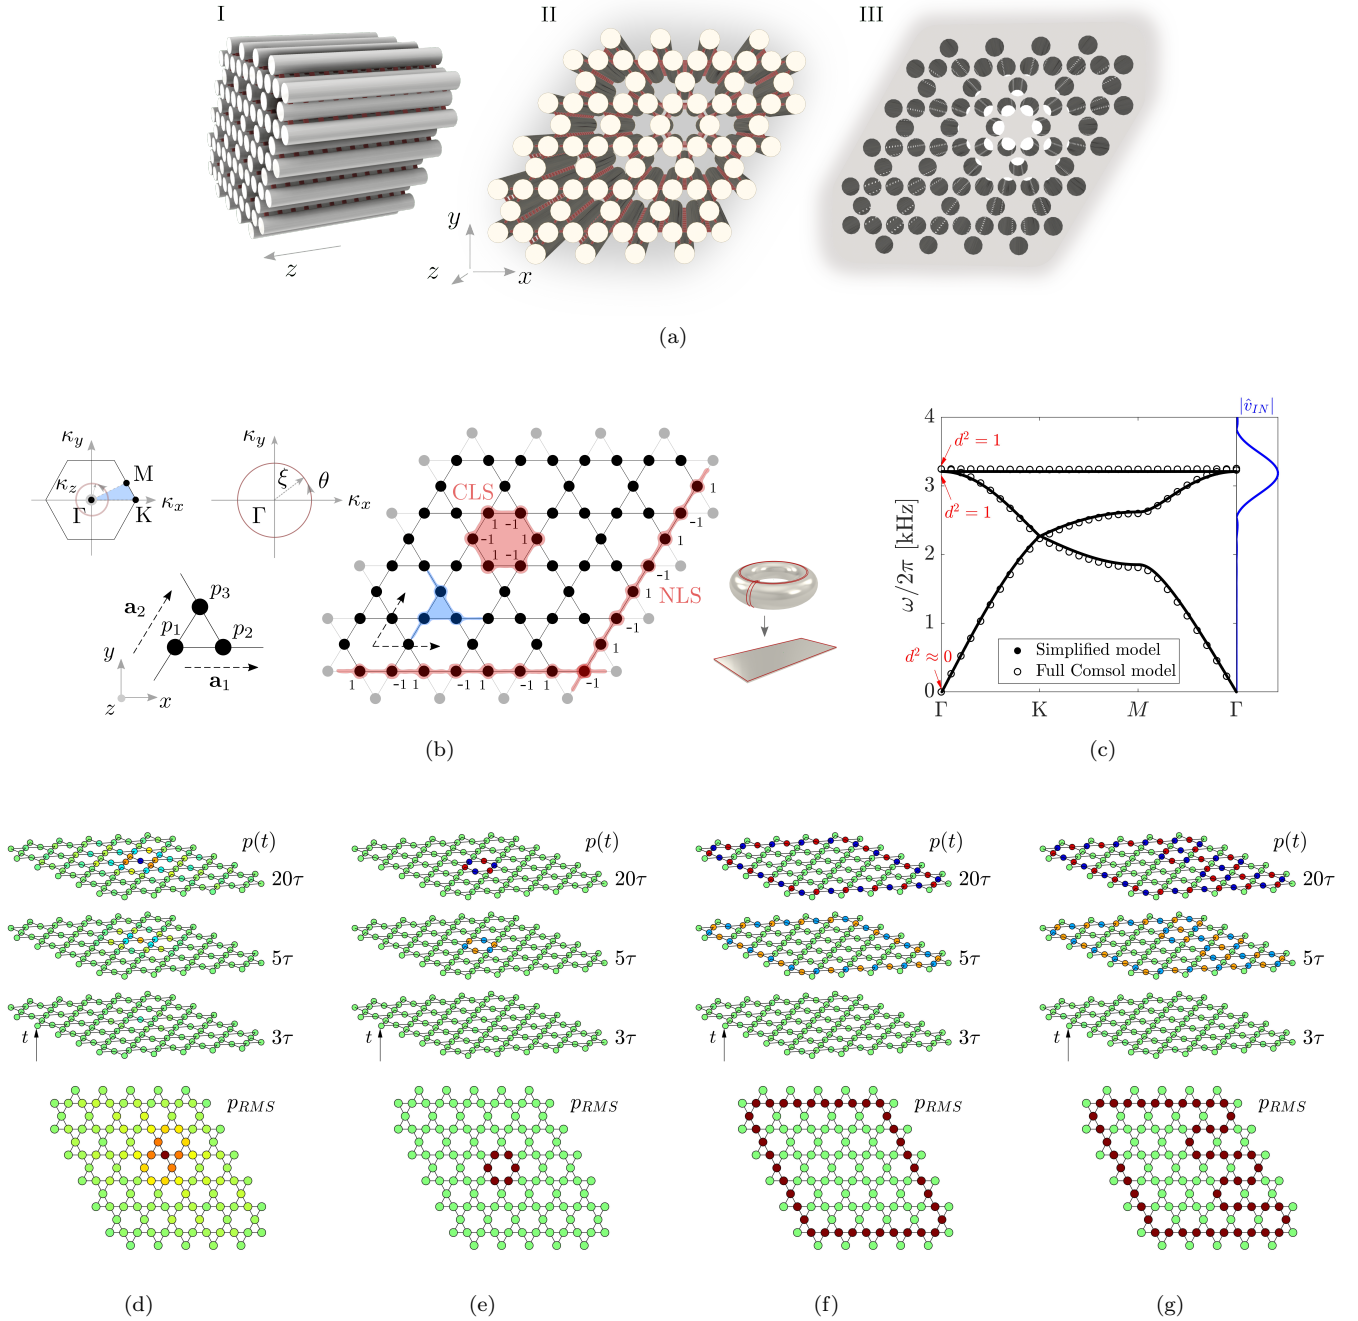 I
II
III
z
y
z
x
(a)
κy
M
κz
Γ
K
κx
κy
ξ
θ
Γ
κx
a2
p3
p1
p2
y
a1
z
x
CLS
1 -1
-1 1
1 -1
NLS
1
-1
1
-1
1
-1
1
-1
1 -1 1 -1 1 -1 1 -1
(b)
|v̂IN|
4
3
2
1
0
ω/2π [kHz]
d² = 1
d² = 1
d² ≈ 0
Simplified model
Full Comsol model
Γ K M Γ
(c)
p(t)
20τ
5τ
3τ
t
pRMS
(d)
p(t)
20τ
5τ
3τ
t
pRMS
(e)
p(t)
20τ
5τ
3τ
t
pRMS
(f)
p(t)
20τ
5τ
3τ
t
pRMS
(g)